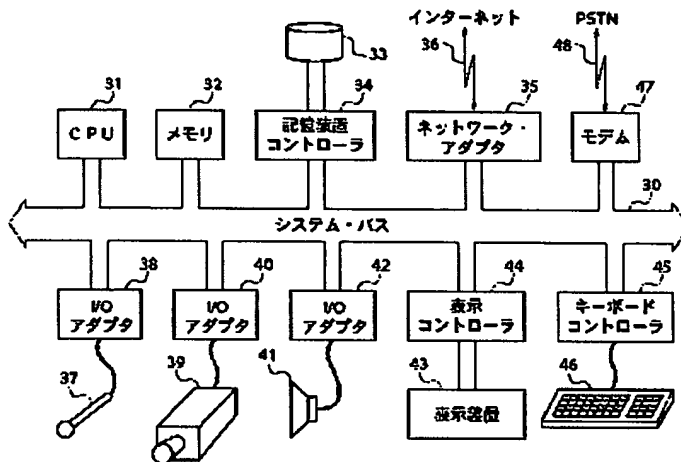 インターネット
PSTN
33
36
48
31
32
34
35
47
CPU
メモリ
記憶装置
コントローラ
ネットワーク・
アダプタ
モデム
30
システム・バス
38
40
42
44
45
I/O
アダプタ
I/O
アダプタ
I/O
アダプタ
表示
コントローラ
キーボード
コントローラ
37
39
41
43
46
表示装置